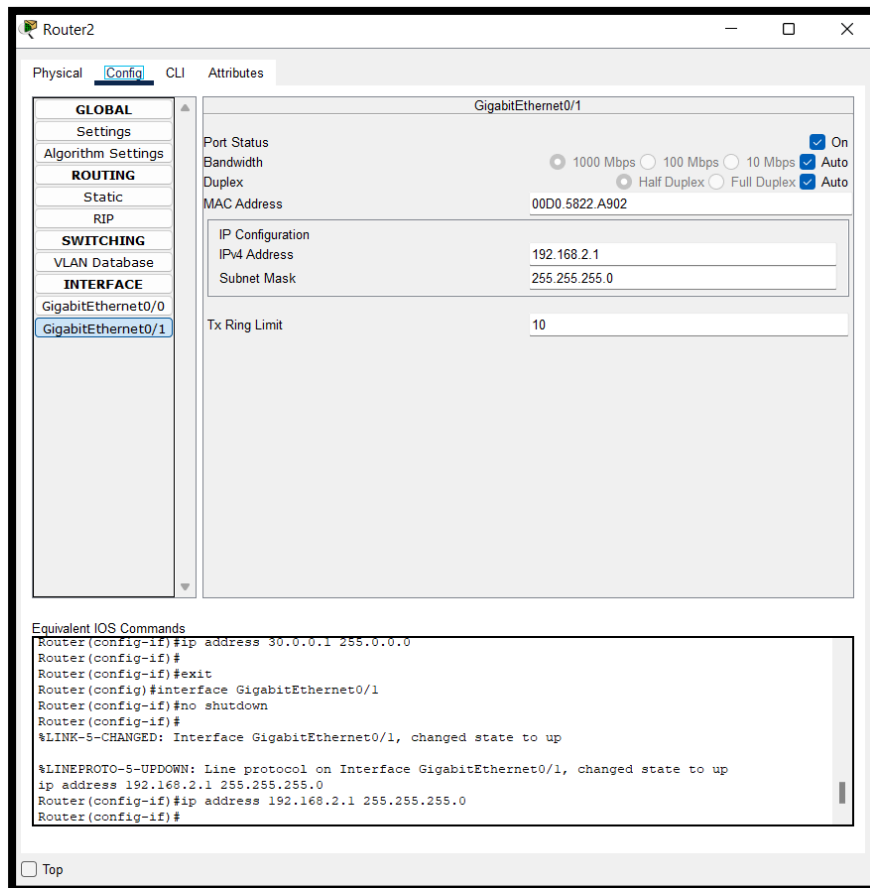 Router2
Physical Config CLI Attributes
GLOBAL
Settings
Algorithm Settings
ROUTING
Static
RIP
SWITCHING
VLAN Database
INTERFACE
GigabitEthernet0/0
GigabitEthernet0/1
GigabitEthernet0/1
Port Status On
Bandwidth 1000 Mbps 100 Mbps 10 Mbps Auto
Duplex Half Duplex Full Duplex Auto
MAC Address 00D0.5822.A902
IP Configuration
IPv4 Address 192.168.2.1
Subnet Mask 255.255.255.0
Tx Ring Limit 10
Equivalent IOS Commands
Router(config-if)#ip address 30.0.0.1 255.0.0.0
Router(config-if)#
Router(config-if)#exit
Router(config)#interface GigabitEthernet0/1
Router(config-if)#no shutdown
Router(config-if)#
%LINK-5-CHANGED: Interface GigabitEthernet0/1, changed state to up
%LINEPROTO-5-UPDOWN: Line protocol on Interface GigabitEthernet0/1, changed state to up
ip address 192.168.2.1 255.255.255.0
Router(config-if)#ip address 192.168.2.1 255.255.255.0
Router(config-if)#
Top